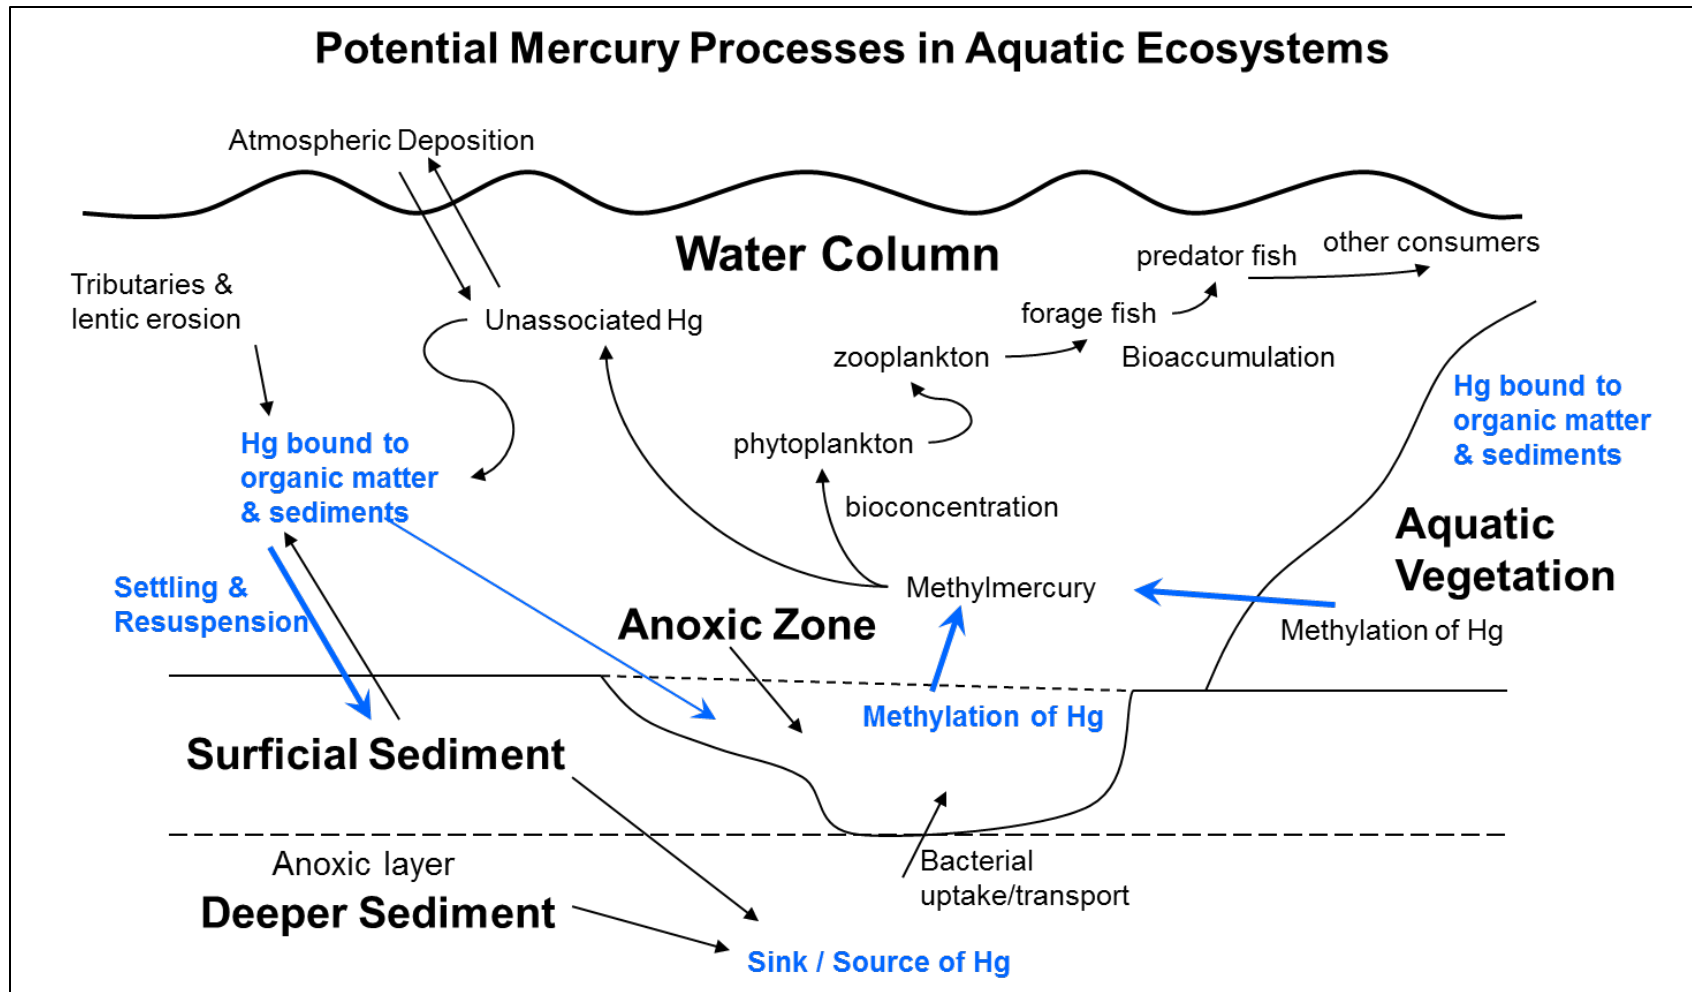 Potential Mercury Processes in Aquatic Ecosystems
Atmospheric Deposition
Water Column
predator fish
other consumers
Tributaries &
lentic erosion
Unassociated Hg
forage fish
zooplankton
Bioaccumulation
Hg bound to
organic matter
& sediments
phytoplankton
Hg bound to
organic matter
& sediments
bioconcentration
Aquatic
Vegetation
Settling &
Resuspension
Methylmercury
Anoxic Zone
Methylation of Hg
Methylation of Hg
Surficial Sediment
Anoxic layer
Deeper Sediment
Bacterial
uptake/transport
Sink / Source of Hg